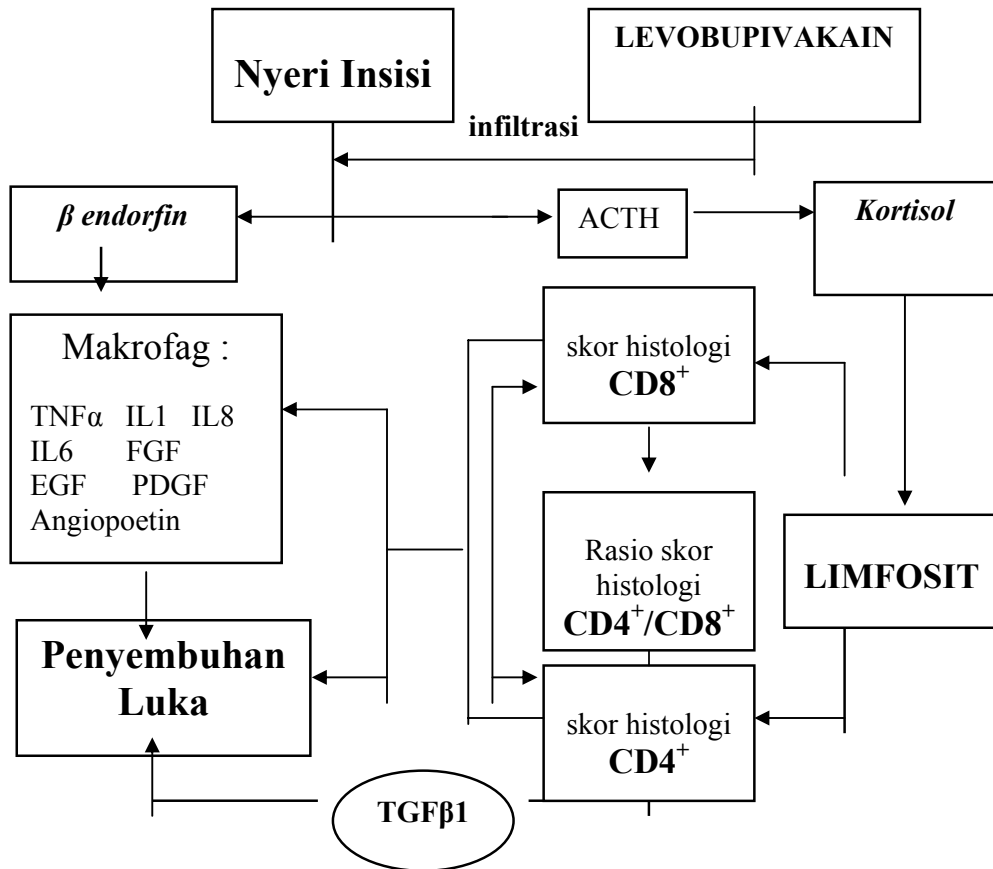 Nyeri Insisi
LEVOBUPIVAKAIN
infiltrasi
β endorfin
ACTH
Kortisol
Makrofag :
TNFα IL1 IL8
IL6 FGF
EGF PDGF
Angiopoetin
skor histologi
CD8⁺
Rasio skor
histologi
CD4⁺/CD8⁺
LIMFOSIT
Penyembuhan
Luka
skor histologi
CD4⁺
TGFβ1